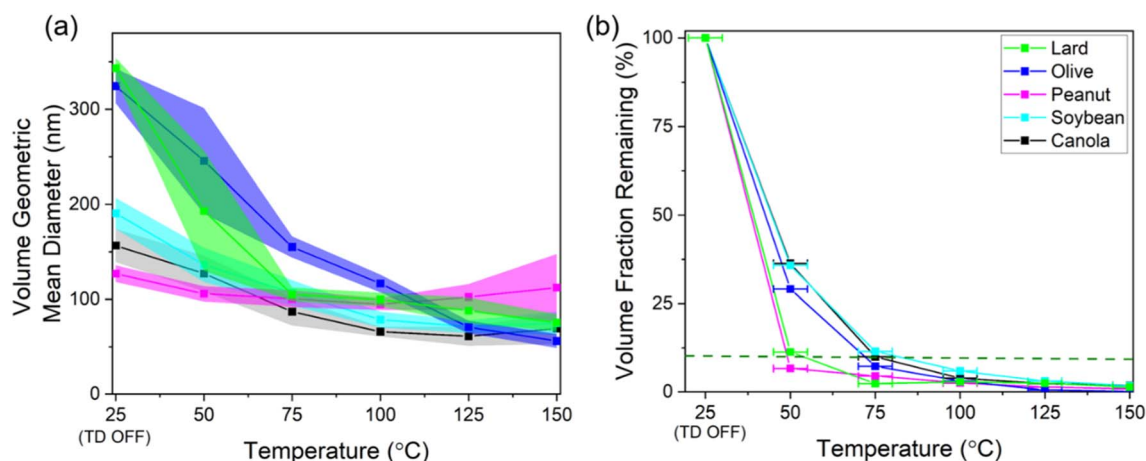 (a)
Volume Geometric
Mean Diameter (nm)
300
200
100
0
25
50
75
100
125
150
(TD OFF)
Temperature (°C)
(b)
Volume Fraction Remaining (%)
100
75
50
25
0
Lard
Olive
Peanut
Soybean
Canola
25
50
75
100
125
150
(TD OFF)
Temperature (°C)